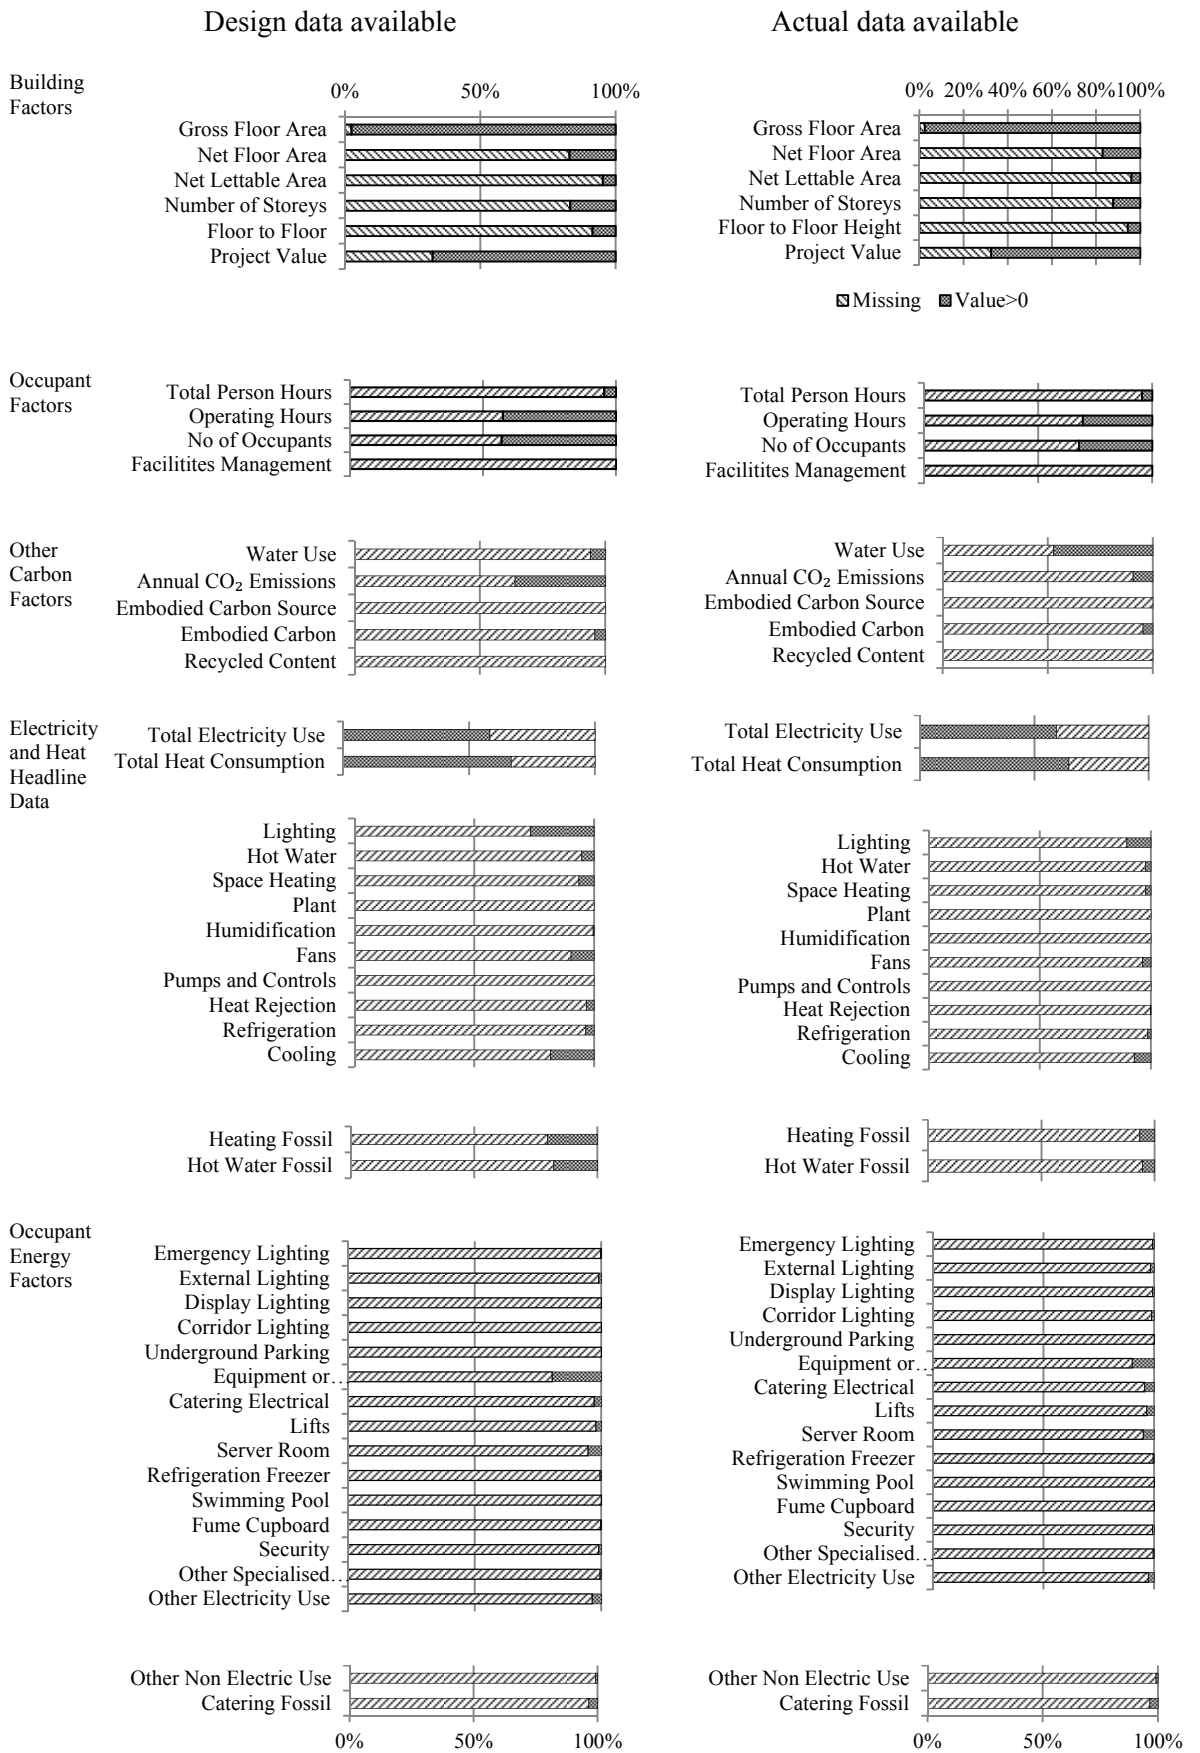 Design data available
Actual data available
Building
Factors
0% 50% 100%
Gross Floor Area
Net Floor Area
Net Lettable Area
Number of Storeys
Floor to Floor
Project Value
0% 20% 40% 60% 80%100%
Gross Floor Area
Net Floor Area
Net Lettable Area
Number of Storeys
Floor to Floor Height
Project Value
Missing Value>0
Occupant
Factors
Total Person Hours
Operating Hours
No of Occupants
Facilitites Management
Total Person Hours
Operating Hours
No of Occupants
Facilitites Management
Other
Carbon
Factors
Water Use
Annual CO₂ Emissions
Embodied Carbon Source
Embodied Carbon
Recycled Content
Water Use
Annual CO₂ Emissions
Embodied Carbon Source
Embodied Carbon
Recycled Content
Electricity
and Heat
Headline
Data
Total Electricity Use
Total Heat Consumption
Total Electricity Use
Total Heat Consumption
Lighting
Hot Water
Space Heating
Plant
Humidification
Fans
Pumps and Controls
Heat Rejection
Refrigeration
Cooling
Lighting
Hot Water
Space Heating
Plant
Humidification
Fans
Pumps and Controls
Heat Rejection
Refrigeration
Cooling
Heating Fossil
Hot Water Fossil
Heating Fossil
Hot Water Fossil
Occupant
Energy
Factors
Emergency Lighting
External Lighting
Display Lighting
Corridor Lighting
Underground Parking
Equipment or…
Catering Electrical
Lifts
Server Room
Refrigeration Freezer
Swimming Pool
Fume Cupboard
Security
Other Specialised…
Other Electricity Use
Emergency Lighting
External Lighting
Display Lighting
Corridor Lighting
Underground Parking
Equipment or…
Catering Electrical
Lifts
Server Room
Refrigeration Freezer
Swimming Pool
Fume Cupboard
Security
Other Specialised…
Other Electricity Use
Other Non Electric Use
Catering Fossil
0% 50% 100%
Other Non Electric Use
Catering Fossil
0% 50% 100%